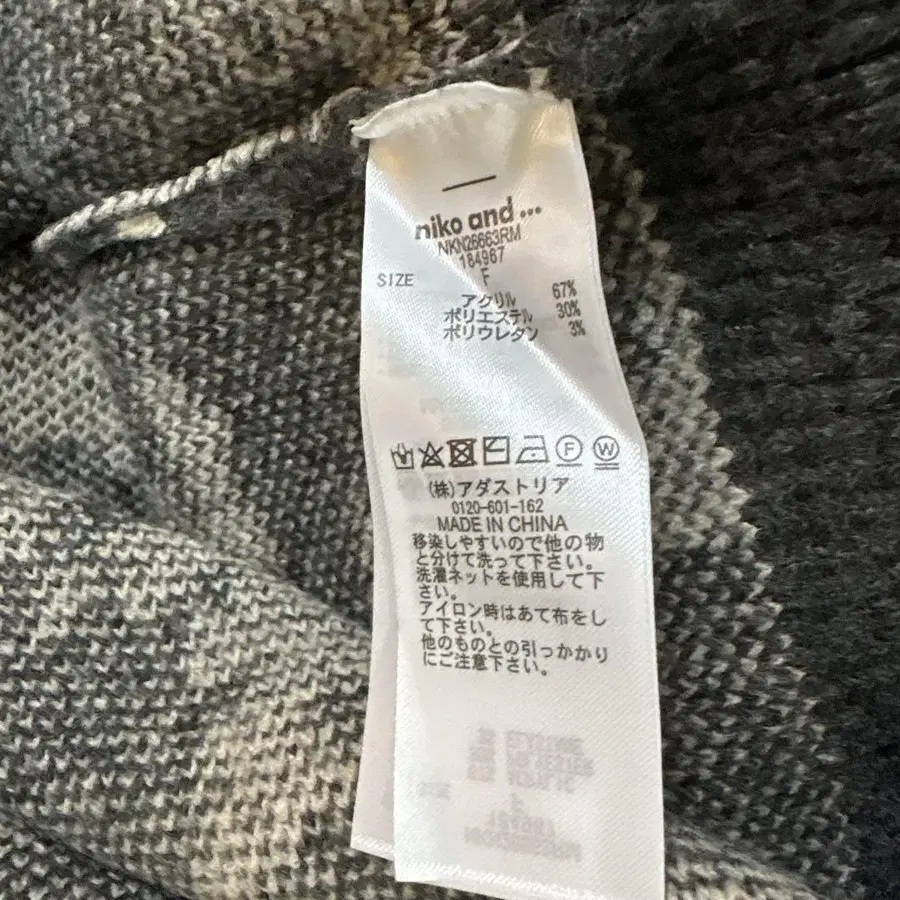 niko and ...
NKN26663RM
184967
SIZE F
アクリル 67%
ポリエステル 30%
ポリウレタン 3%
F W
(株)アダストリア
0120-601-162
MADE IN CHINA
移染しやすいので他の物
と分けて洗って下さい。
洗濯ネットを使用して下
さい。
アイロン時はあて布をし
て下さい。
他のものとの引っかかり
にご注意下さい。